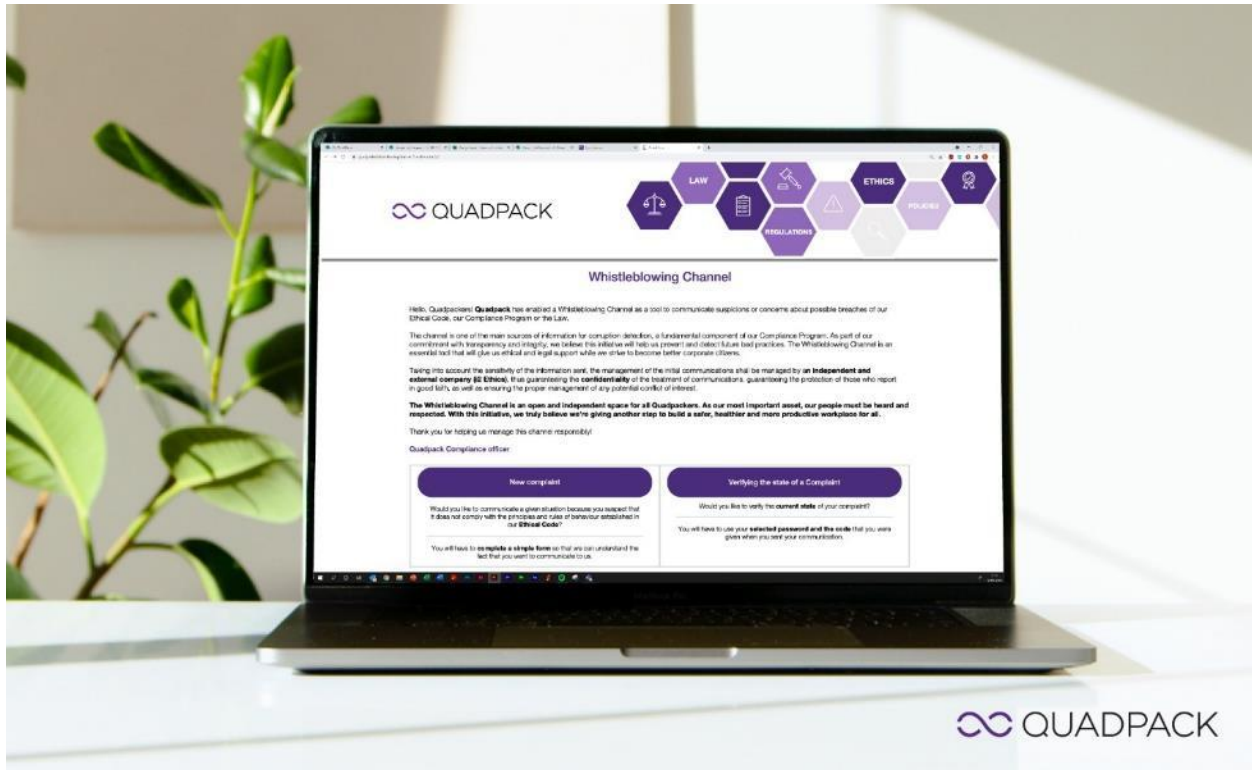 QUADPACK
LAW
ETHICS
POLICIES
REGULATIONS
Whistleblowing Channel
Hello, Quadpackers! Quadpack has enabled a Whistleblowing Channel as a tool to communicate suspicions or concerns about possible breaches of our
Ethical Code, our Compliance Program or the Law.
The channel is one of the main sources of information for corruption detection, a fundamental component of our Compliance Program. As part of our
commitment with transparency and integrity, we believe this initiative will help us prevent and detect future bad practices. The Whistleblowing Channel is an
essential tool that will give us ethical and legal support while we strive to become better corporate citizens.
Taking into account the sensitivity of the information sent, the management of the initial communications shall be managed by an independent and
external company (i2 Ethics), thus guaranteeing the confidentiality of the treatment of communications, guaranteeing the protection of those who report
in good faith, as well as ensuring the proper management of any potential conflict of interest.
The Whistleblowing Channel is an open and independent space for all Quadpackers. As our most important asset, our people must be heard and
respected. With this initiative, we truly believe we're giving another step to build a safer, healthier and more productive workplace for all.
Thank you for helping us manage this channel responsibly!
Quadpack Compliance officer
New complaint
Would you like to communicate a given situation because you suspect that
it does not comply with the principles and rules of behaviour established in
our Ethical Code?
You will have to complete a simple form so that we can understand the
fact that you want to communicate to us.
Verifying the state of a Complaint
Would you like to verify the current state of your complaint?
You will have to use your selected password and the code that you were
given when you sent your communication.
QUADPACK